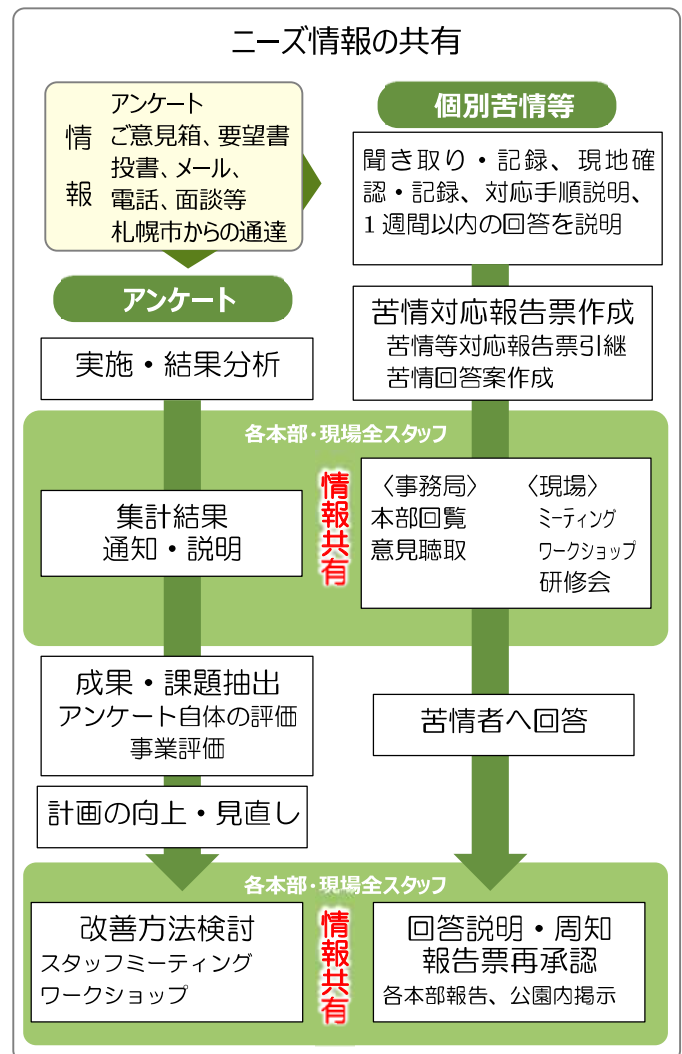 ニーズ情報の共有
情報
アンケート
ご意見箱、要望書
投書、メール、
電話、面談等
札幌市からの通達
アンケート
実施・結果分析
個別苦情等
聞き取り・記録、現地確
認・記録、対応手順説明、
1週間以内の回答を説明
苦情対応報告票作成
苦情等対応報告票引継
苦情回答案作成
各本部・現場全スタッフ
集計結果
通知・説明
情報共有
〈事務局〉 〈現場〉
本部回覧 ミーティング
意見聴取 ワークショップ
研修会
成果・課題抽出
アンケート自体の評価
事業評価
計画の向上・見直し
苦情者へ回答
各本部・現場全スタッフ
改善方法検討
スタッフミーティング
ワークショップ
情報共有
回答説明・周知
報告票再承認
各本部報告、公園内掲示